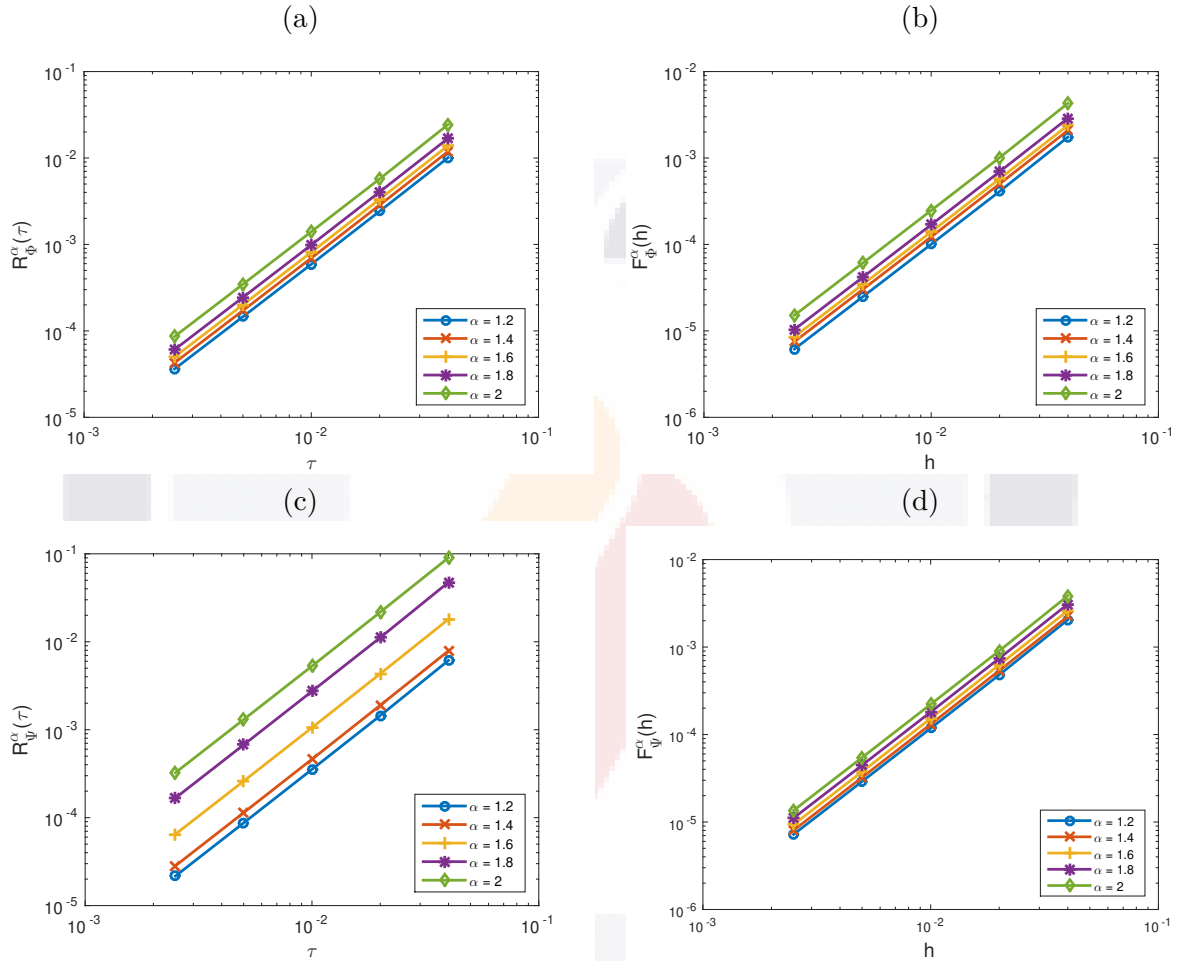 (a)
10^-1
10^-2
10^-3
10^-4
10^-5
R_Φ^α(τ)
α = 1.2
α = 1.4
α = 1.6
α = 1.8
α = 2
10^-3 10^-2 10^-1
τ
(b)
10^-2
10^-3
10^-4
10^-5
10^-6
F_Φ^α(h)
α = 1.2
α = 1.4
α = 1.6
α = 1.8
α = 2
10^-3 10^-2 10^-1
h
(c)
10^-1
10^-2
10^-3
10^-4
10^-5
R_Ψ^α(τ)
α = 1.2
α = 1.4
α = 1.6
α = 1.8
α = 2
10^-3 10^-2 10^-1
τ
(d)
10^-2
10^-3
10^-4
10^-5
10^-6
F_Ψ^α(h)
α = 1.2
α = 1.4
α = 1.6
α = 1.8
α = 2
10^-3 10^-2 10^-1
h